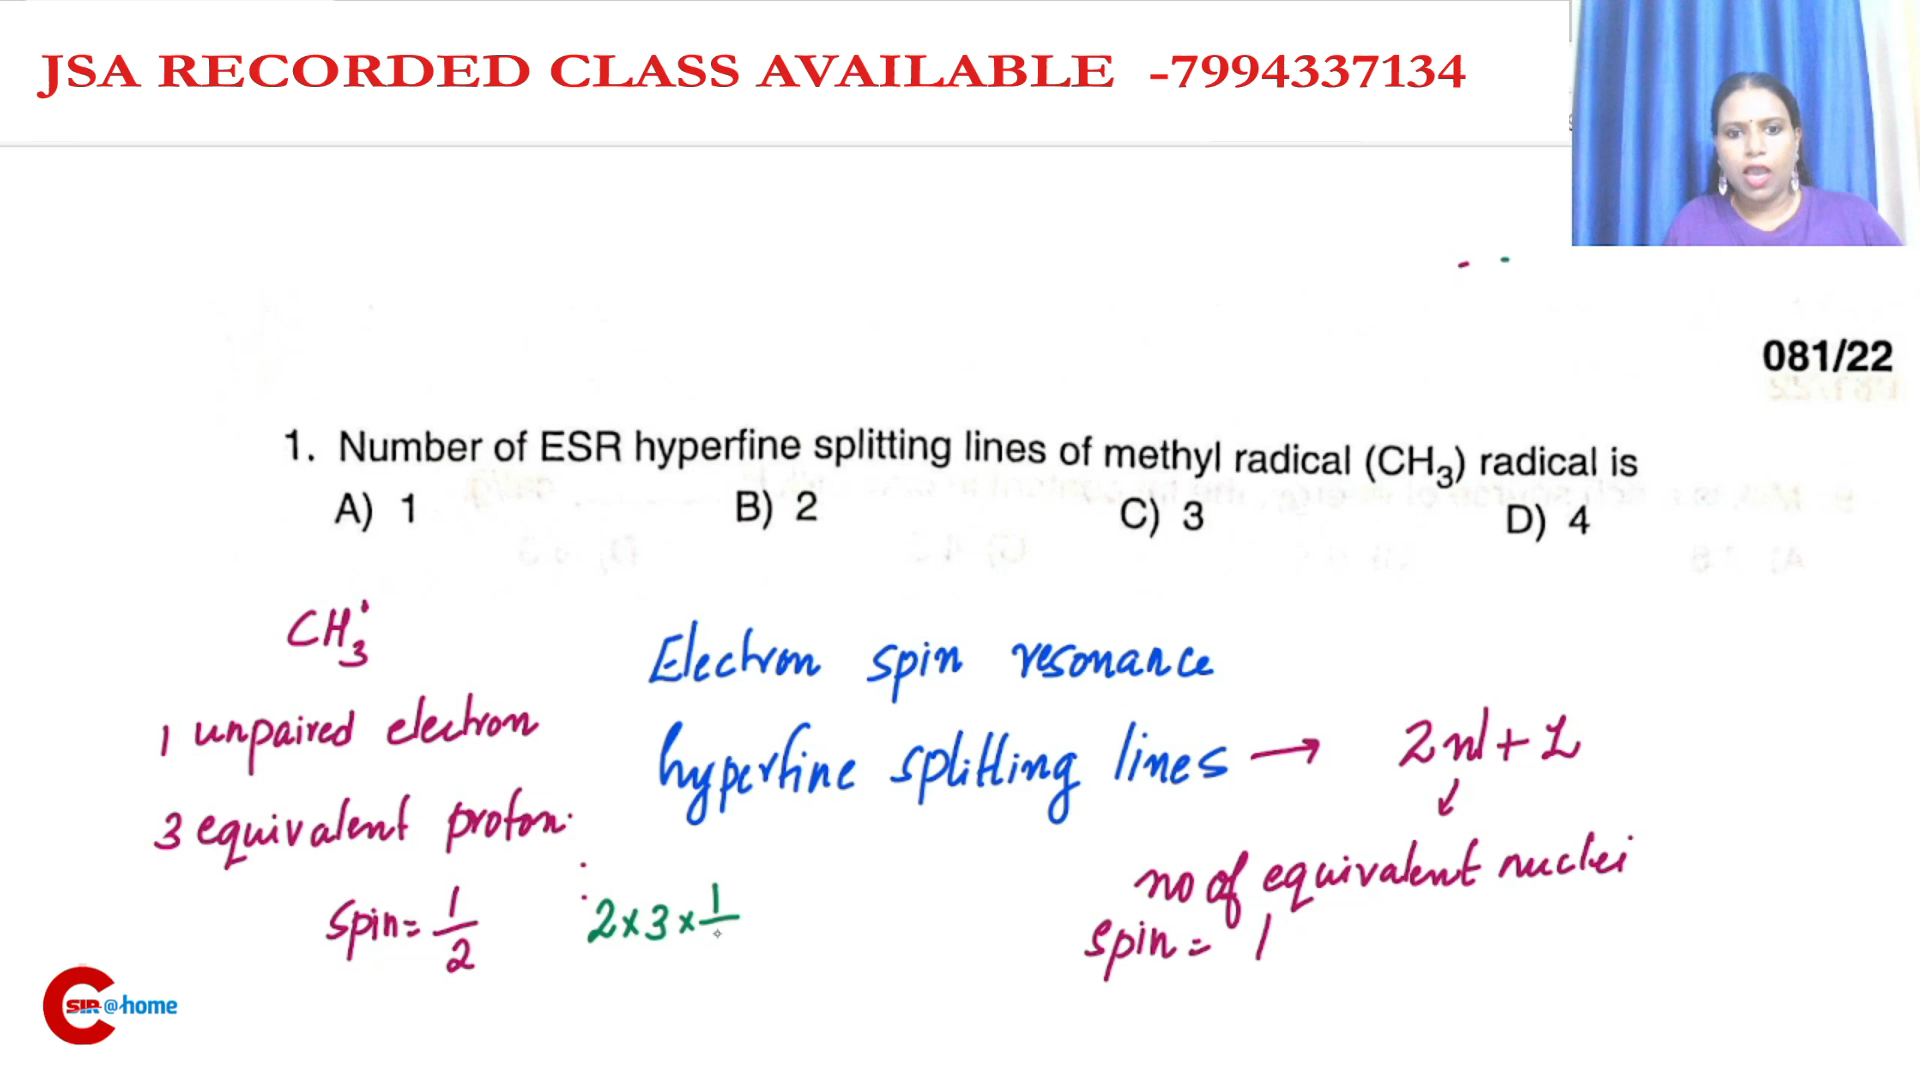 JSA RECORDED CLASS AVAILABLE -7994337134
081/22
1. Number of ESR hyperfine splitting lines of methyl radical (CH₃) radical is
A) 1 B) 2 C) 3 D) 4
CH₃•
Electron spin resonance
1 unpaired electron
hyperfine splitting lines → 2nI+1
3 equivalent proton.
no of equivalent nuclei
spin = 1/2
2×3×1/
spin = I
CSIR@home